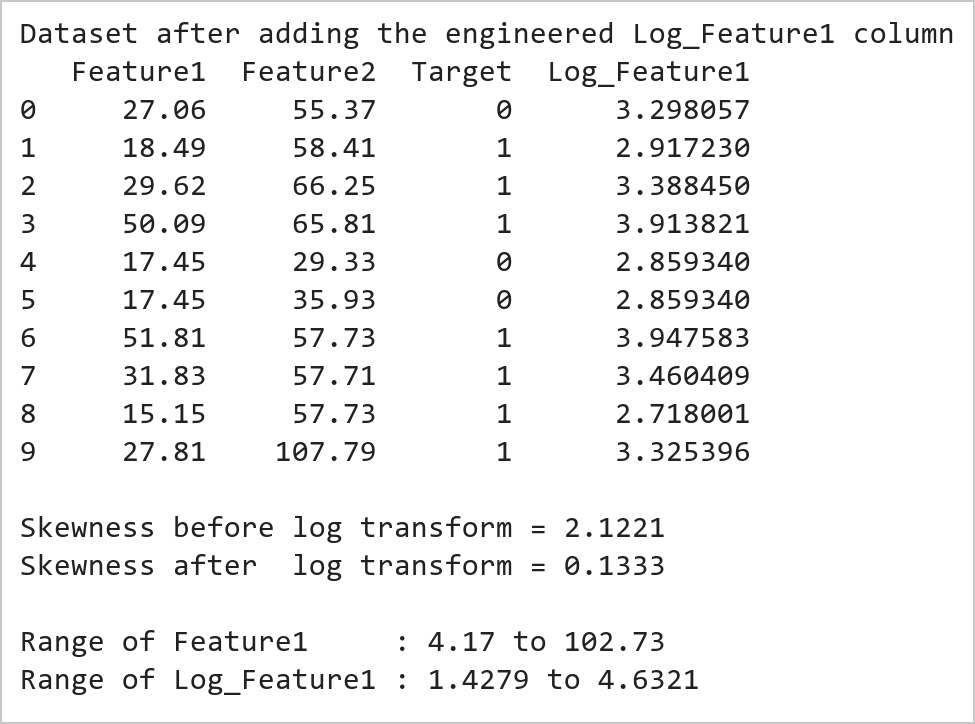 Dataset after adding the engineered Log_Feature1 column
   Feature1  Feature2  Target  Log_Feature1
0     27.06     55.37       0      3.298057
1     18.49     58.41       1      2.917230
2     29.62     66.25       1      3.388450
3     50.09     65.81       1      3.913821
4     17.45     29.33       0      2.859340
5     17.45     35.93       0      2.859340
6     51.81     57.73       1      3.947583
7     31.83     57.71       1      3.460409
8     15.15     57.73       1      2.718001
9     27.81    107.79       1      3.325396

Skewness before log transform = 2.1221
Skewness after  log transform = 0.1333

Range of Feature1     : 4.17 to 102.73
Range of Log_Feature1 : 1.4279 to 4.6321